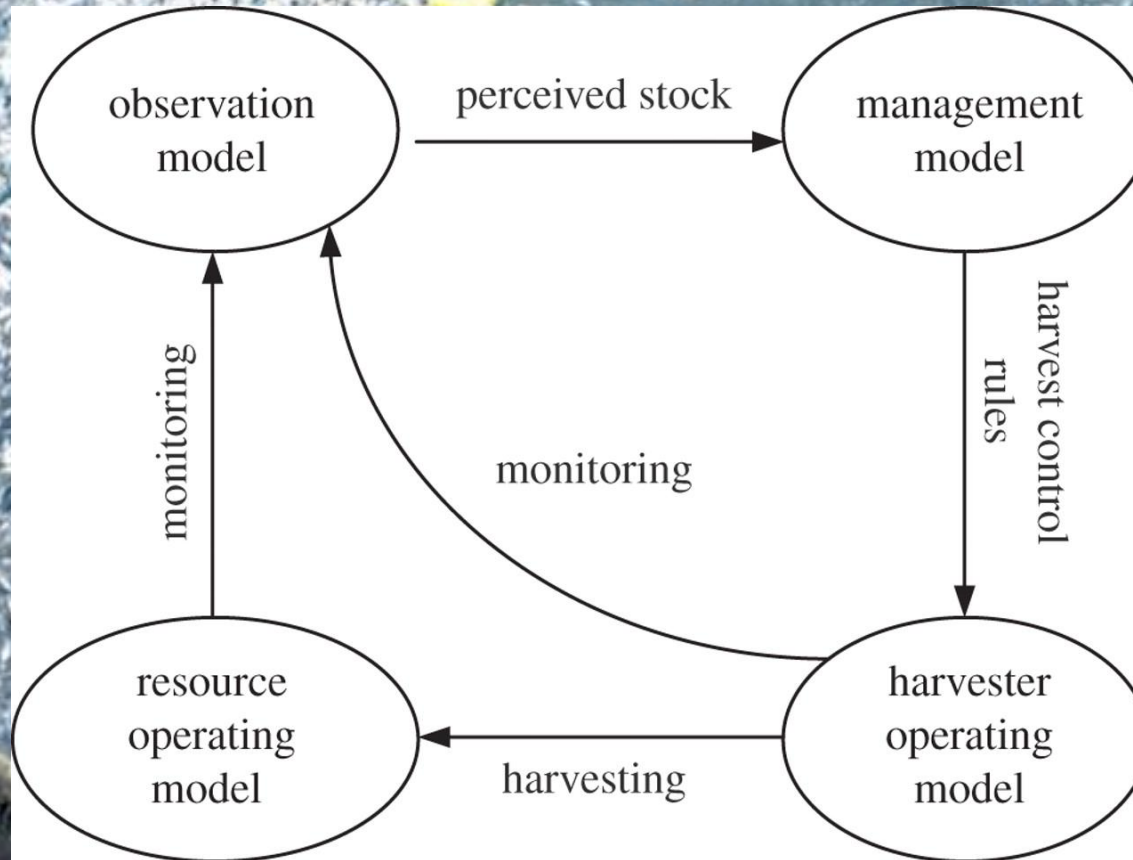 observation
model
perceived stock
management
model
monitoring
monitoring
harvest control
rules
resource
operating
model
harvesting
harvester
operating
model